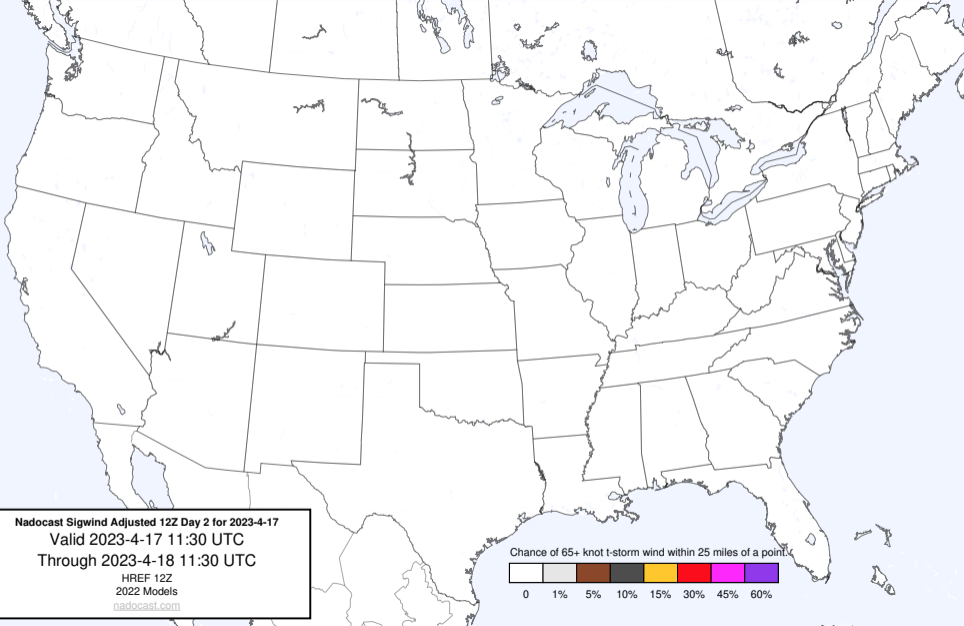 Nadocast Sigwind Adjusted 12Z Day 2 for 2023-4-17
Valid 2023-4-17 11:30 UTC
Through 2023-4-18 11:30 UTC
HREF 12Z
2022 Models
nadocast.com
Chance of 65+ knot t-storm wind within 25 miles of a point.
0 1% 5% 10% 15% 30% 45% 60%